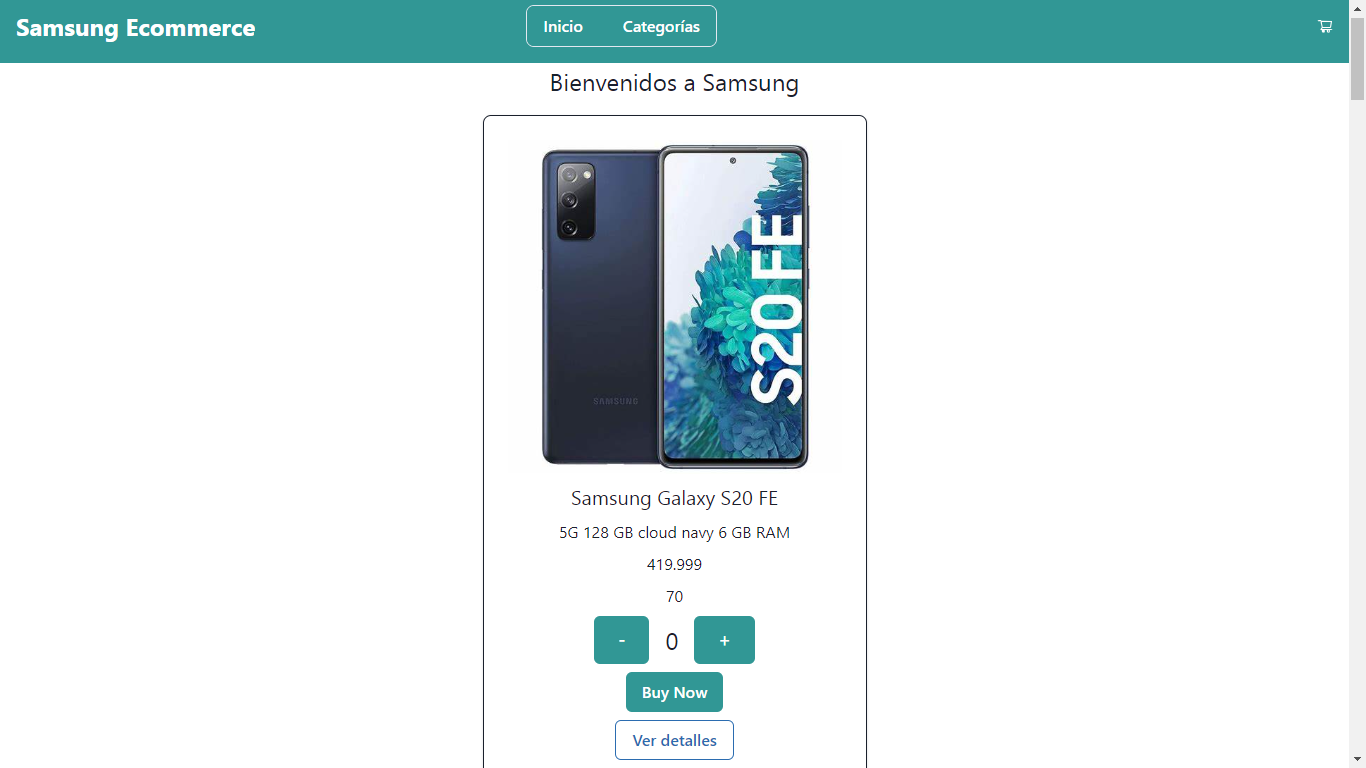 Samsung Ecommerce
Inicio
Categorías
Bienvenidos a Samsung
S20 FE
SAMSUNG
Samsung Galaxy S20 FE
5G 128 GB cloud navy 6 GB RAM
419.999
70
- 0 +
Buy Now
Ver detalles